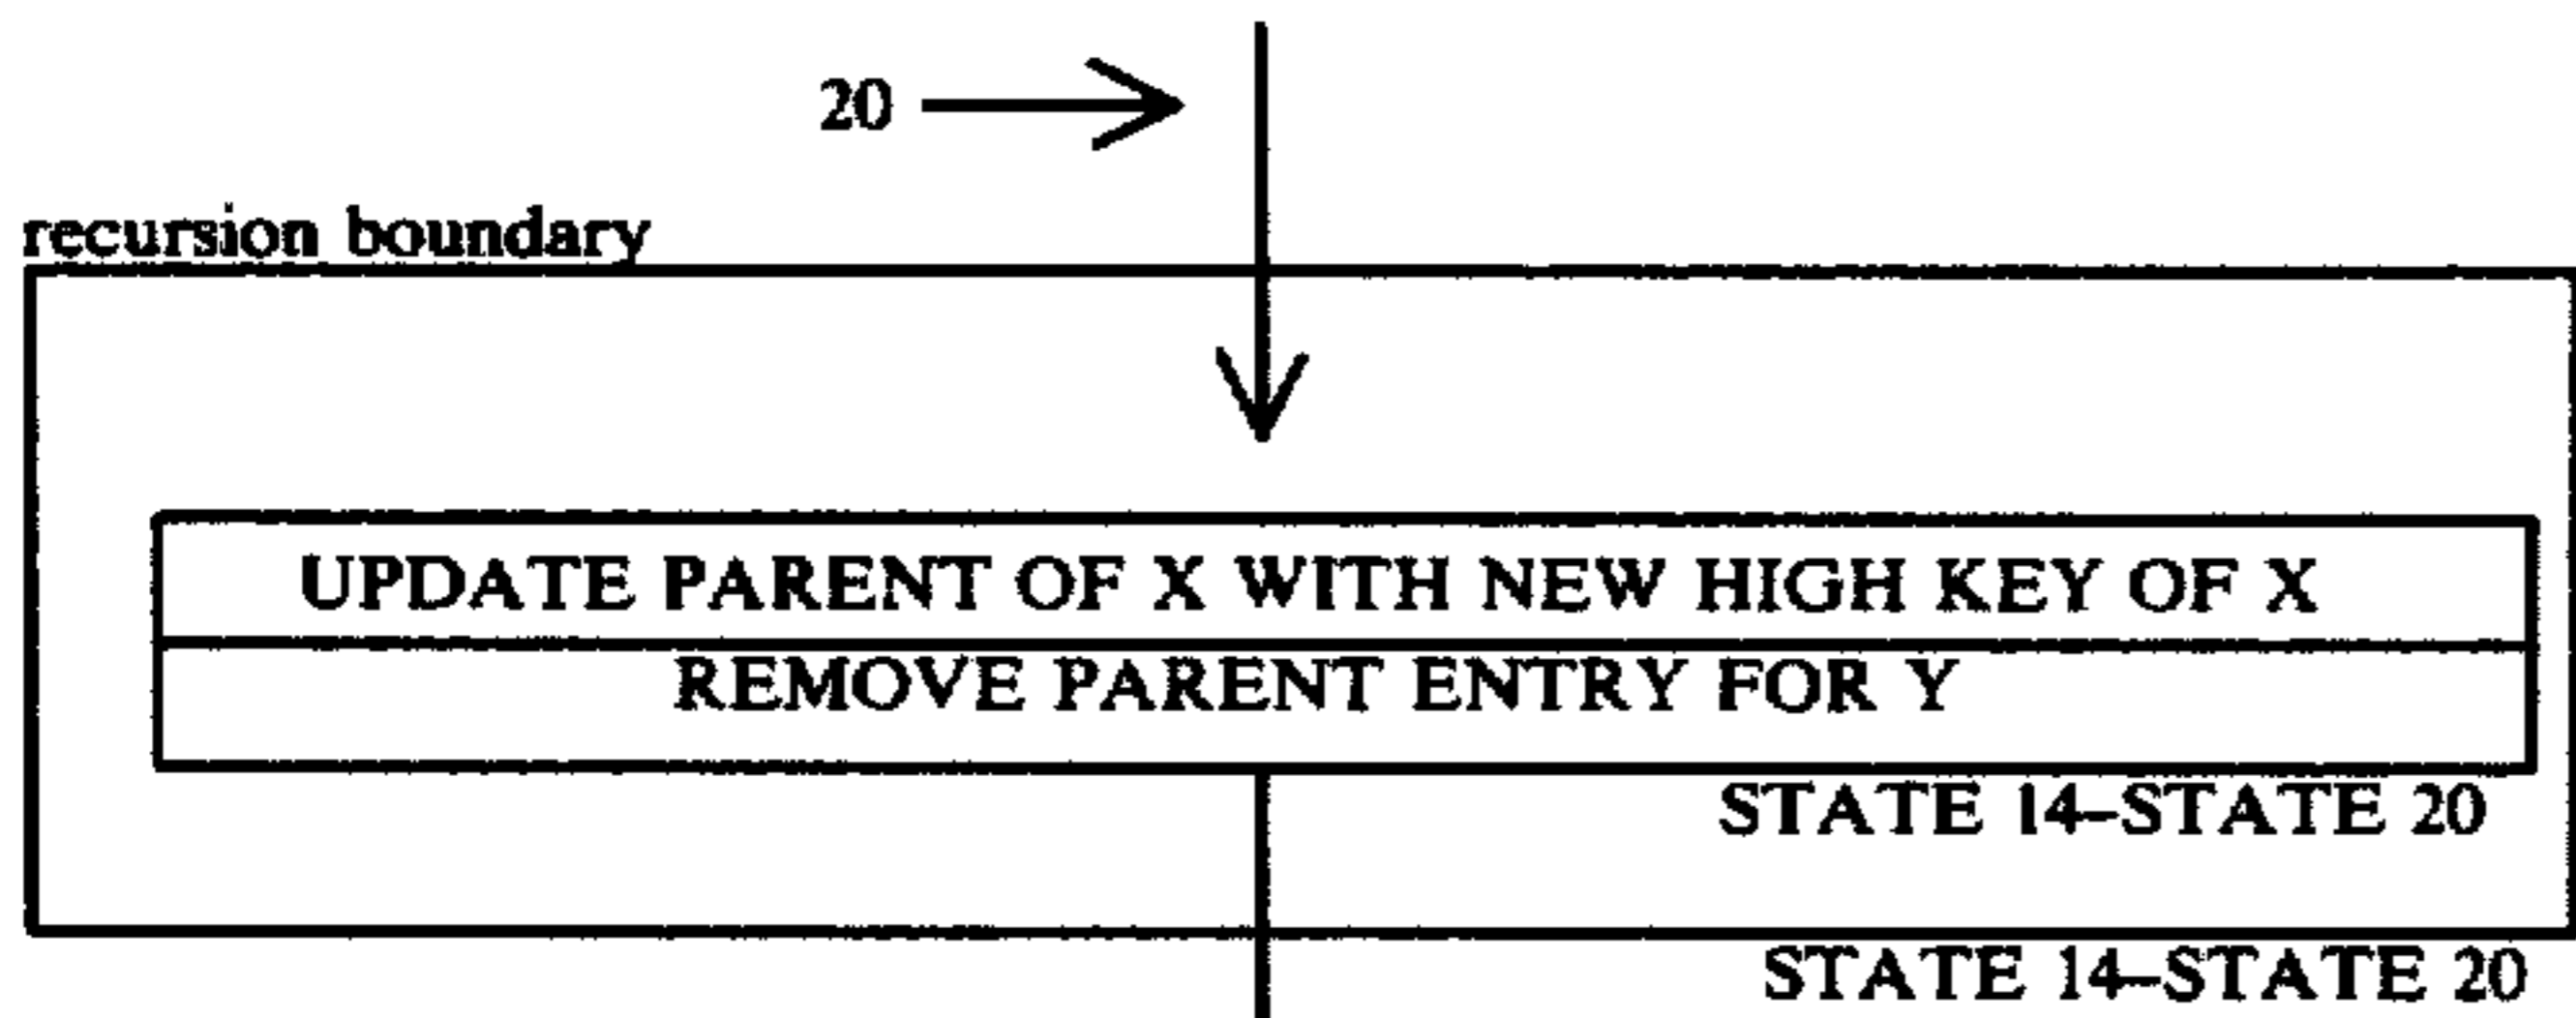 20
recursion boundary
UPDATE PARENT OF X WITH NEW HIGH KEY OF X
REMOVE PARENT ENTRY FOR Y
STATE 14–STATE 20
STATE 14–STATE 20